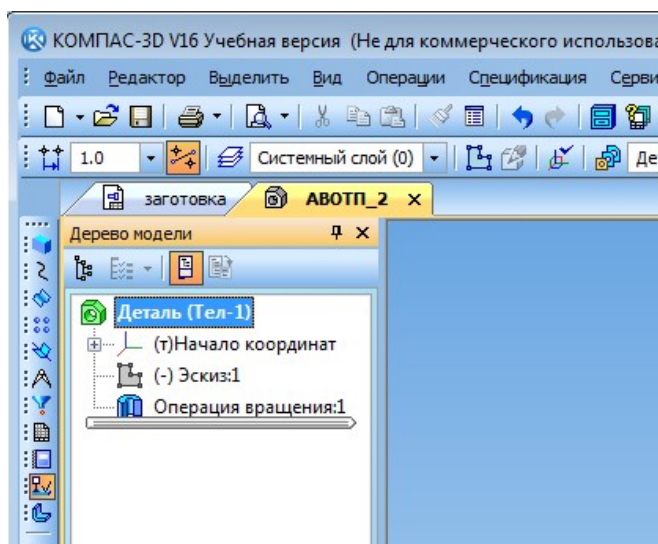 КОМПАС-3D V16 Учебная версия (Не для коммерческого использова
Файл Редактор Выделить Вид Операции Спецификация Серви
1.0 Системный слой (0) Де
заготовка АВОТП_2
Дерево модели
Деталь (Тел-1)
(т)Начало координат
(-) Эскиз:1
Операция вращения:1